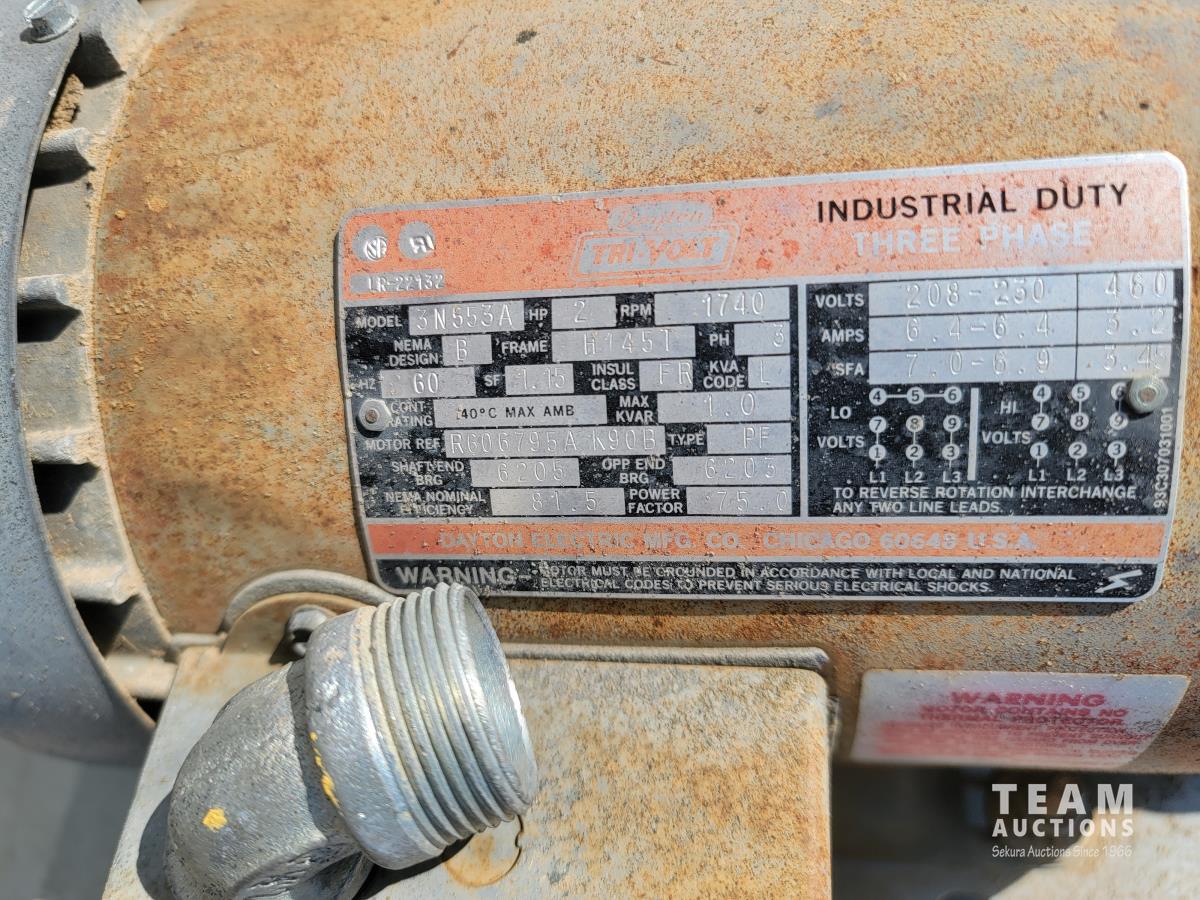 Dayton
TRI-VOLT
INDUSTRIAL DUTY
THREE PHASE
LR-22132
MODEL 3N553A HP 2 RPM 1740
NEMA DESIGN B FRAME H145T PH 3
HZ 60 SF 1.15 INSUL CLASS FR KVA CODE L
CONT RATING 40°C MAX AMB MAX KVAR 1.0
MOTOR REF R606795A K90B TYPE PF
SHAFT END BRG 6205 OPP END BRG 6203
NEMA NOMINAL EFFICIENCY 81.5 POWER FACTOR 75.0
VOLTS 208-230 460
AMPS 6.4-6.4 3.2
SFA 7.0-6.9
4 5 6
LO 7 8 9
VOLTS 1 2 3
L1 L2 L3
4 5 6
HI 7 8 9
VOLTS 1 2 3
L1 L2 L3
TO REVERSE ROTATION INTERCHANGE
ANY TWO LINE LEADS.
93C307031001
DAYTON ELECTRIC MFG. CO. CHICAGO 60648 U.S.A.
WARNING- MOTOR MUST BE GROUNDED IN ACCORDANCE WITH LOCAL AND NATIONAL
ELECTRICAL CODES TO PREVENT SERIOUS ELECTRICAL SHOCKS.
WARNING
TEAM
AUCTIONS
Sekura Auctions Since 1966